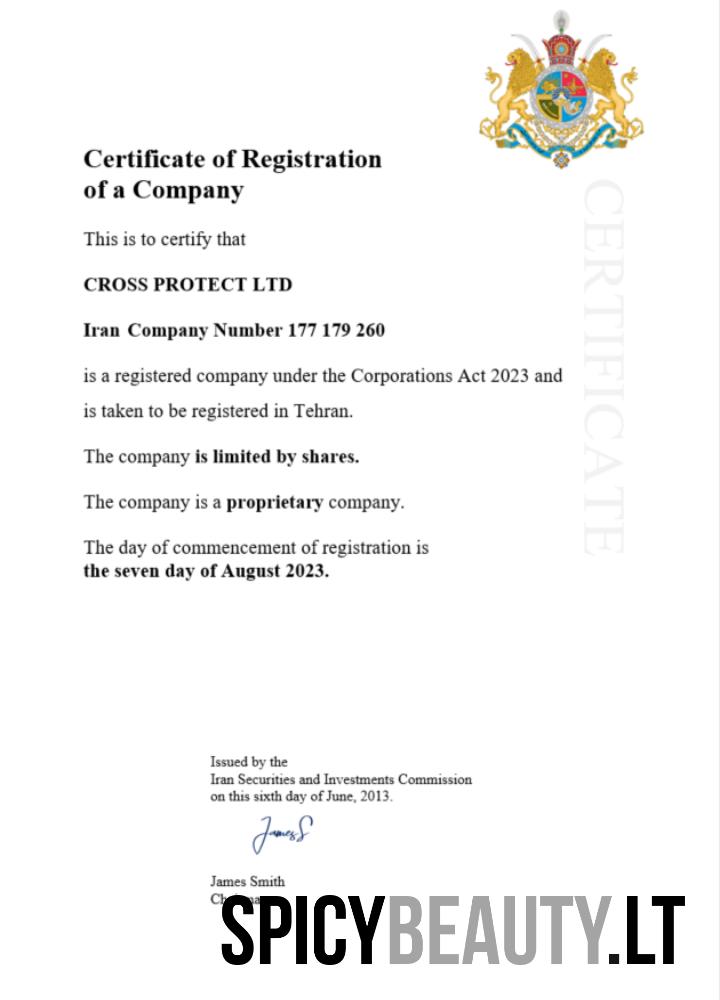 Certificate of Registration
of a Company
This is to certify that
CROSS PROTECT LTD
Iran Company Number 177 179 260
is a registered company under the Corporations Act 2023 and
is taken to be registered in Tehran.
The company is limited by shares.
The company is a proprietary company.
The day of commencement of registration is
the seven day of August 2023.
CERTIFICATE
Issued by the
Iran Securities and Investments Commission
on this sixth day of June, 2013.
JamesS
James Smith
SPICYBEAUTY.LT